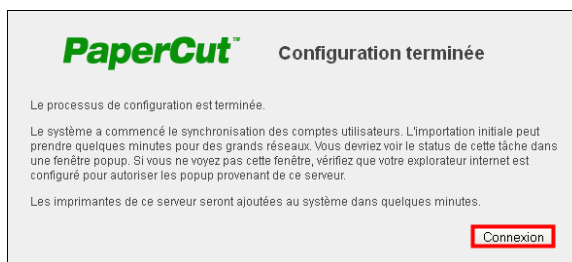 PaperCut™ Configuration terminée
Le processus de configuration est terminée.
Le système a commencé le synchronisation des comptes utilisateurs. L'importation initiale peut
prendre quelques minutes pour des grands réseaux. Vous devriez voir le status de cette tâche dans
une fenêtre popup. Si vous ne voyez pas cette fenêtre, vérifiez que votre explorateur internet est
configuré pour autoriser les popup provenant de ce serveur.
Les imprimantes de ce serveur seront ajoutées au système dans quelques minutes.
Connexion